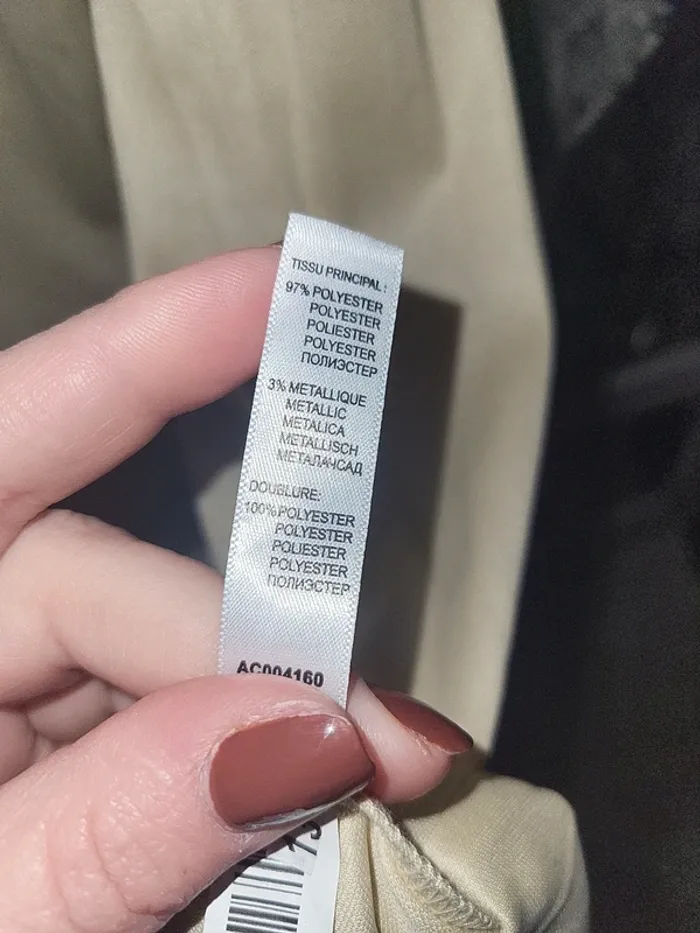 TISSU PRINCIPAL:
97% POLYESTER
POLYESTER
POLIESTER
POLYESTER
ПОЛИЭСТЕР
3% METALLIQUE
METALLIC
METALICA
METALLISCH
МЕТАЛАЧСАД
DOUBLURE:
100% POLYESTER
POLYESTER
POLIESTER
POLYESTER
ПОЛИЭСТЕР
AC004160